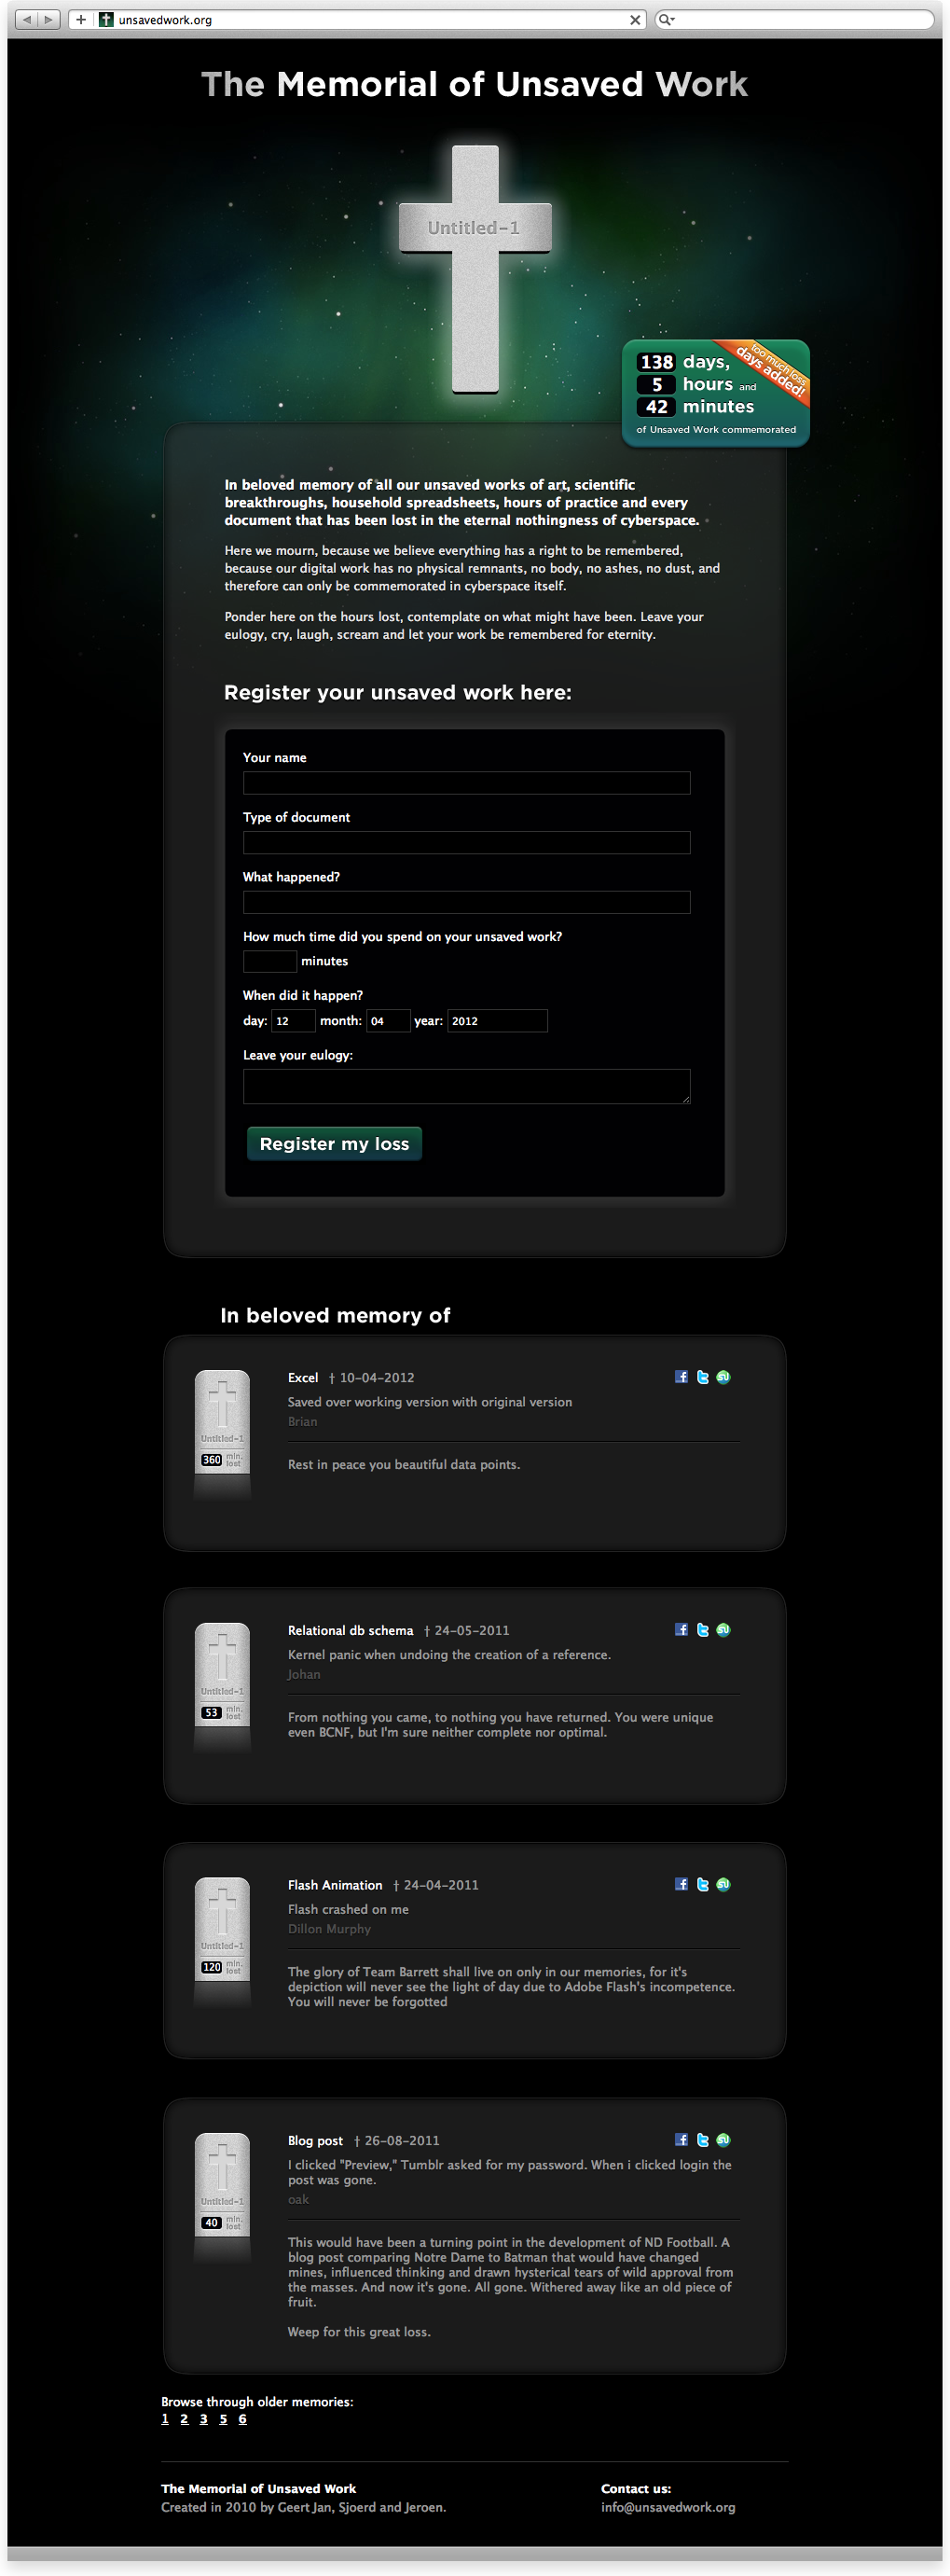 unsavedwork.org
The Memorial of Unsaved Work
Untitled-1
too much loss
days added!
138 days,
5 hours and
42 minutes
of Unsaved Work commemorated
In beloved memory of all our unsaved works of art, scientific
breakthroughs, household spreadsheets, hours of practice and every
document that has been lost in the eternal nothingness of cyberspace.
Here we mourn, because we believe everything has a right to be remembered,
because our digital work has no physical remnants, no body, no ashes, no dust, and
therefore can only be commemorated in cyberspace itself.
Ponder here on the hours lost, contemplate on what might have been. Leave your
eulogy, cry, laugh, scream and let your work be remembered for eternity.
Register your unsaved work here:
Your name
Type of document
What happened?
How much time did you spend on your unsaved work?
minutes
When did it happen?
day: 12 month: 04 year: 2012
Leave your eulogy:
Register my loss
In beloved memory of
Excel † 10-04-2012
Saved over working version with original version
Brian
Untitled-1
360 min. lost
Rest in peace you beautiful data points.
Relational db schema † 24-05-2011
Kernel panic when undoing the creation of a reference.
Johan
Untitled-1
53 min. lost
From nothing you came, to nothing you have returned. You were unique
even BCNF, but I'm sure neither complete nor optimal.
Flash Animation † 24-04-2011
Flash crashed on me
Dillon Murphy
Untitled-1
120 min. lost
The glory of Team Barrett shall live on only in our memories, for it's
depiction will never see the light of day due to Adobe Flash's incompetence.
You will never be forgotted
Blog post † 26-08-2011
I clicked "Preview," Tumblr asked for my password. When i clicked login the
post was gone.
oak
Untitled-1
40 min. lost
This would have been a turning point in the development of ND Football. A
blog post comparing Notre Dame to Batman that would have changed
mines, influenced thinking and drawn hysterical tears of wild approval from
the masses. And now it's gone. All gone. Withered away like an old piece of
fruit.
Weep for this great loss.
Browse through older memories:
1 2 3 5 6
The Memorial of Unsaved Work
Created in 2010 by Geert Jan, Sjoerd and Jeroen.
Contact us:
info@unsavedwork.org